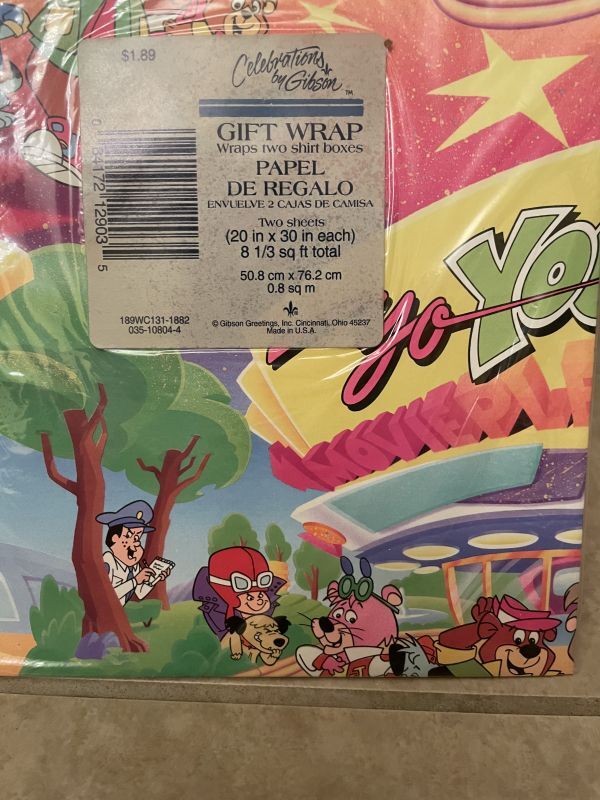 $1.89
Celebrations
by Gibson™
GIFT WRAP
Wraps two shirt boxes
PAPEL
DE REGALO
ENVUELVE 2 CAJAS DE CAMISA
Two sheets
(20 in x 30 in each)
8 1/3 sq ft total
50.8 cm x 76.2 cm
0.8 sq m
189WC131-1882
035-10804-4
© Gibson Greetings, Inc. Cincinnati, Ohio 45237
Made in U.S.A.
12903
5
yo Yo
MOVIE